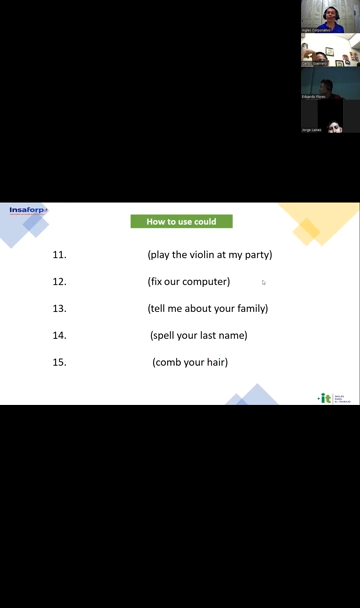 Insaforp
How to use could
11. (play the violin at my party)
12. (fix our computer)
13. (tell me about your family)
14. (spell your last name)
15. (comb your hair)
it